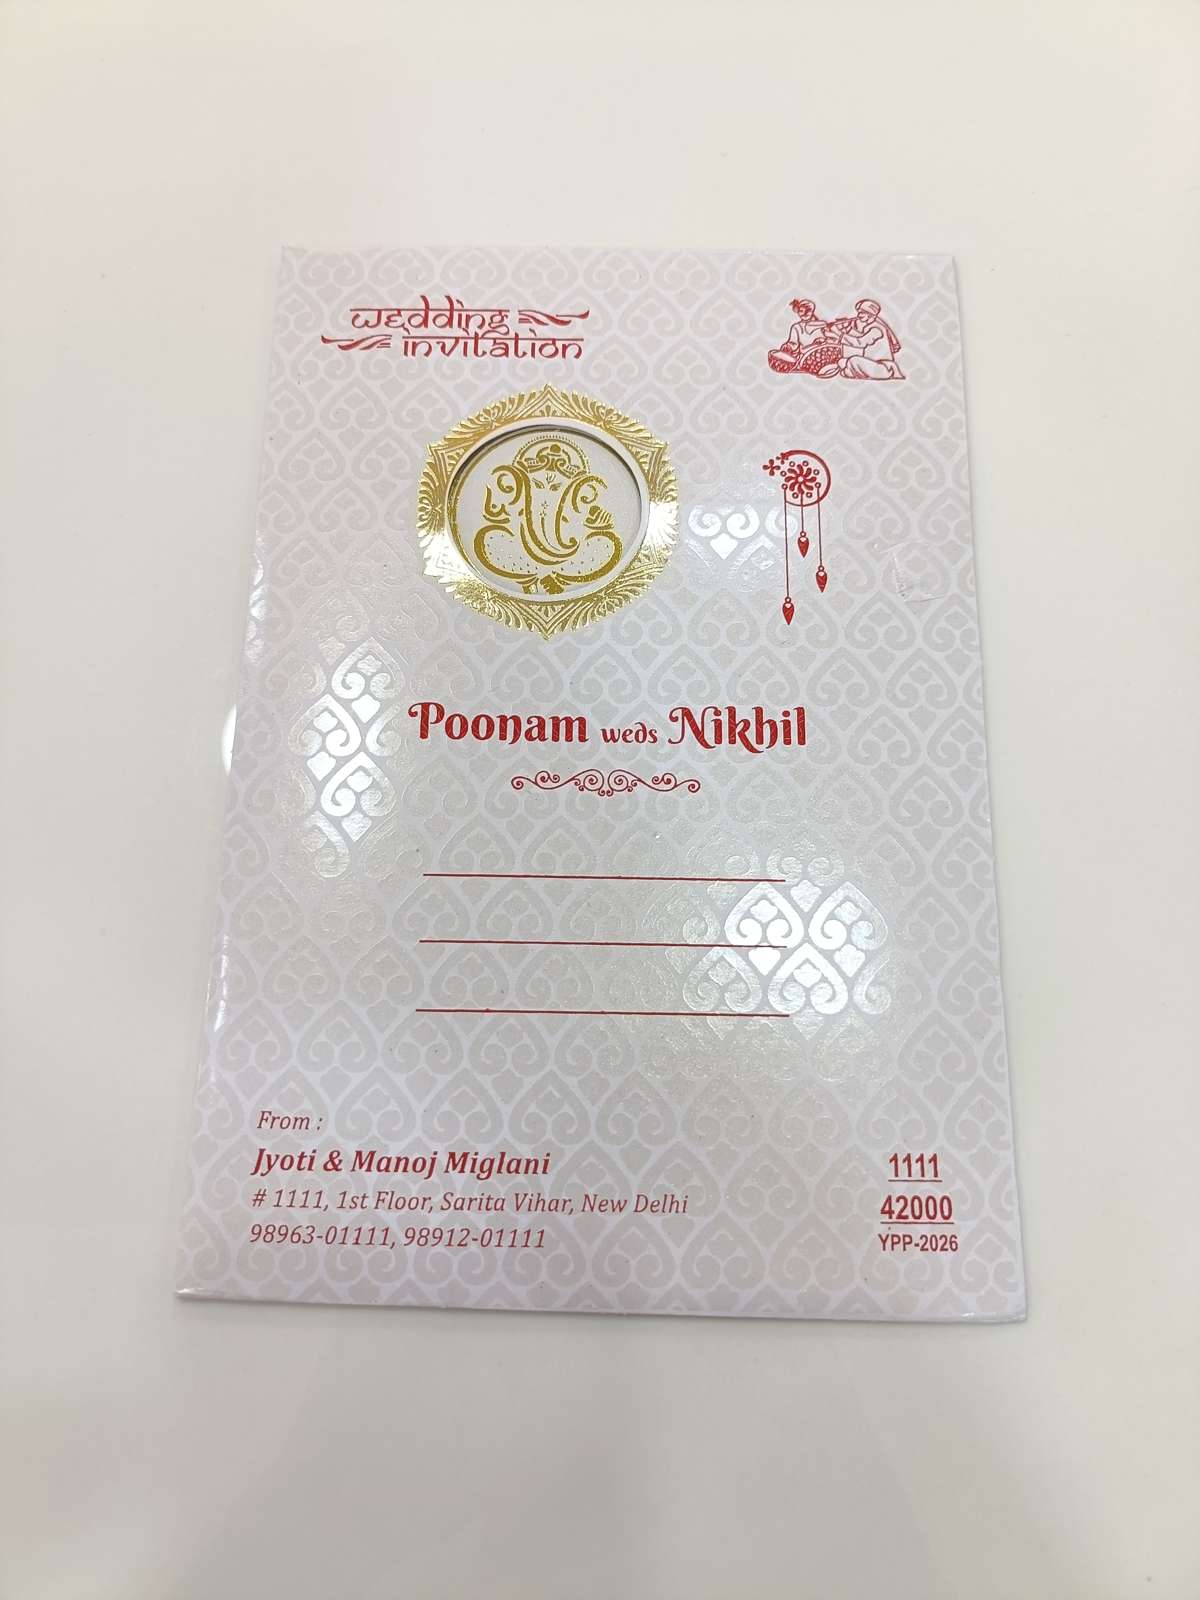 wedding
invitation
Poonam weds Nikhil
From :
Jyoti & Manoj Miglani
# 1111, 1st Floor, Sarita Vihar, New Delhi
98963-01111, 98912-01111
1111
42000
YPP-2026